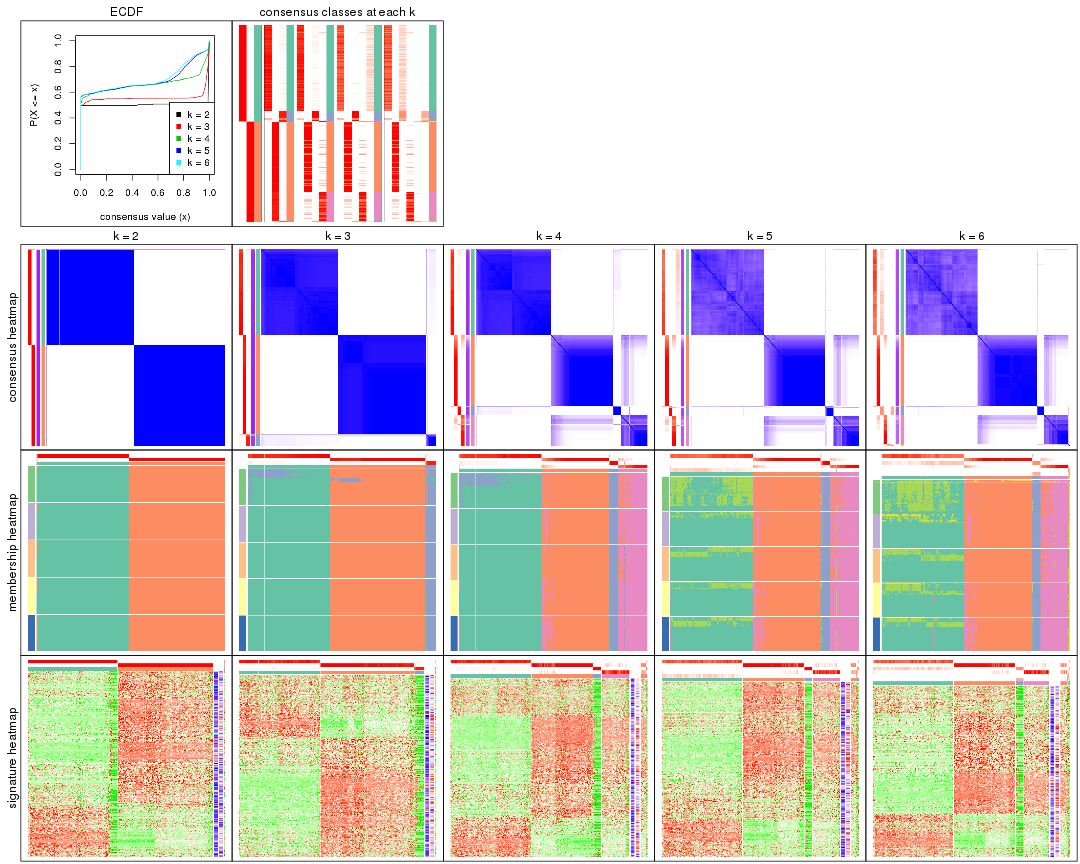 ECDF
consensus classes at each k
P(X <= x)
0.0 0.2 0.4 0.6 0.8 1.0
k = 2
k = 3
k = 4
k = 5
k = 6
0.0 0.2 0.4 0.6 0.8 1.0
consensus value (x)
k = 2
k = 3
k = 4
k = 5
k = 6
consensus heatmap
membership heatmap
signature heatmap